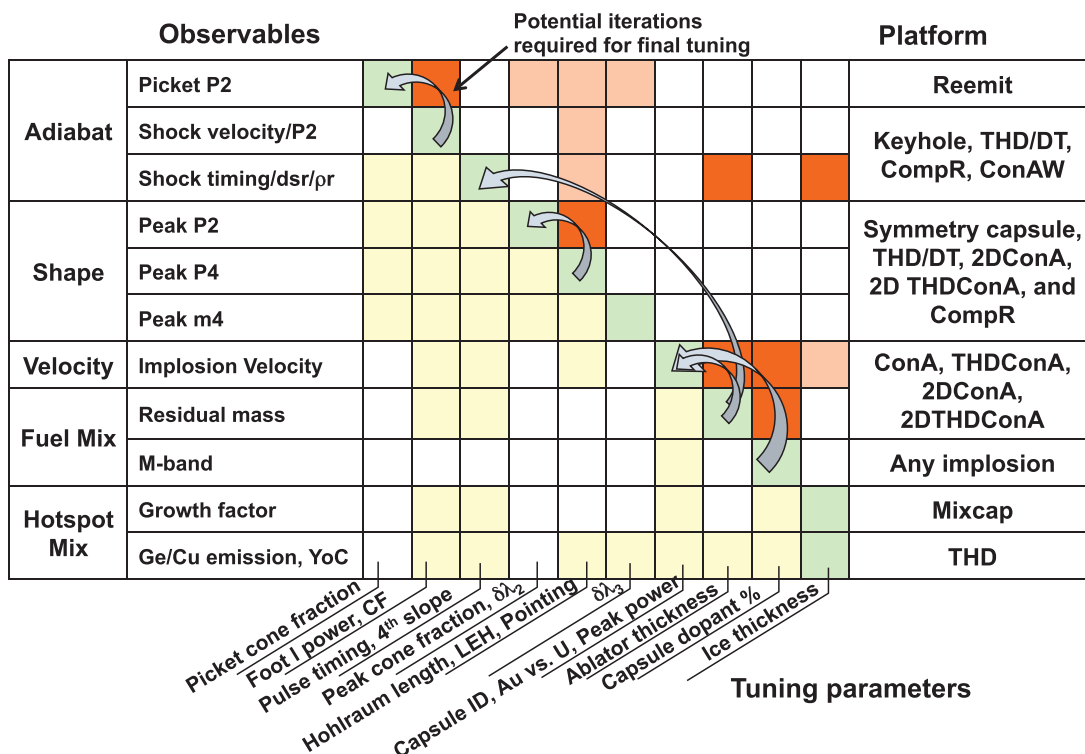 Observables
Potential iterations
required for final tuning
Platform
Adiabat
Picket P2
Reemit
Shock velocity/P2
Shock timing/dsr/ρr
Keyhole, THD/DT,
CompR, ConAW
Shape
Peak P2
Peak P4
Peak m4
Symmetry capsule,
THD/DT, 2DConA,
2D THDConA, and
CompR
Velocity
Implosion Velocity
ConA, THDConA,
2DConA,
2DTHDConA
Fuel Mix
Residual mass
M-band
Any implosion
Hotspot
Mix
Growth factor
Mixcap
Ge/Cu emission, YoC
THD
Picket cone fraction
Foot I power, CF
Pulse timing, 4th slope
Peak cone fraction, δλ2
Hohlraum length, LEH, Pointing
δλ3
Capsule ID, Au vs. U, Peak power
Ablator thickness
Capsule dopant %
Ice thickness
Tuning parameters